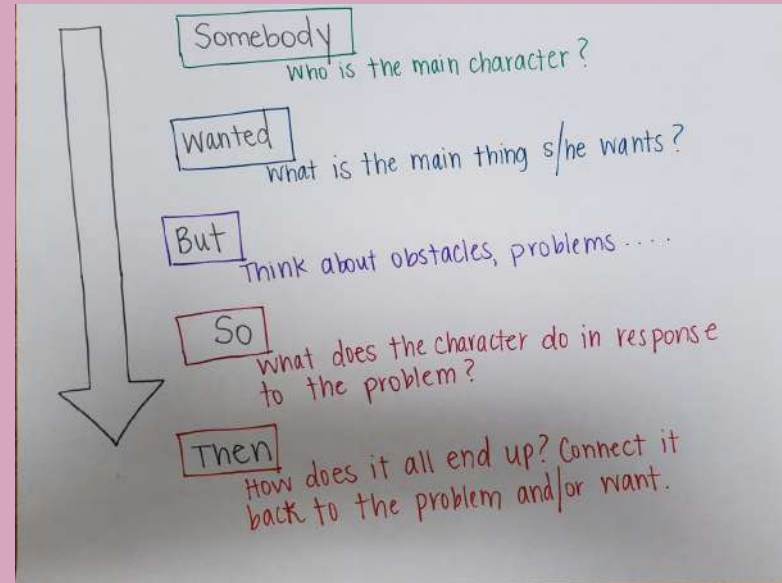 Somebody
Who is the main character?
Wanted
What is the main thing s/he wants?
But
Think about obstacles, problems ....
So
What does the character do in response
to the problem?
Then
How does it all end up? Connect it
back to the problem and/or want.